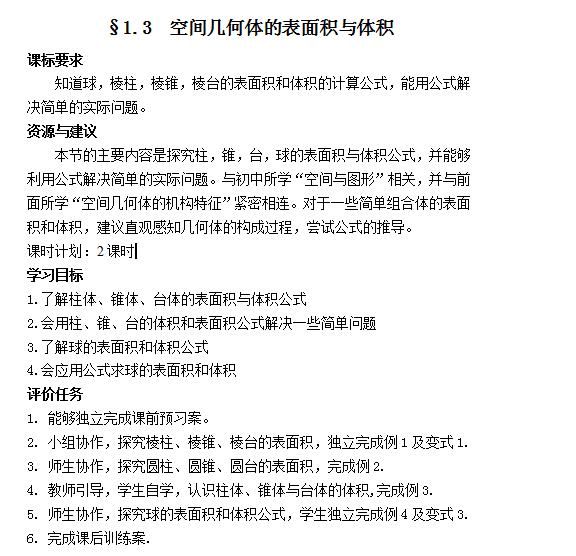 §1.3 空间几何体的表面积与体积
课标要求
知道球,棱柱,棱锥,棱台的表面积和体积的计算公式,能用公式解
决简单的实际问题。
资源与建议
本节的主要内容是探究柱,锥,台,球的表面积与体积公式,并能够
利用公式解决简单的实际问题。与初中所学“空间与图形”相关,并与前
面所学“空间几何体的机构特征”紧密相连。对于一些简单组合体的表面
积和体积,建议直观感知几何体的构成过程,尝试公式的推导。
课时计划:2课时
学习目标
1.了解柱体、锥体、台体的表面积与体积公式
2.会用柱、锥、台的体积和表面积公式解决一些简单问题
3.了解球的表面积和体积公式
4.会应用公式求球的表面积和体积
评价任务
1. 能够独立完成课前预习案。
2. 小组协作,探究棱柱、棱锥、棱台的表面积,独立完成例1及变式1.
3. 师生协作,探究圆柱、圆锥、圆台的表面积,完成例2.
4. 教师引导,学生自学,认识柱体、锥体与台体的体积,完成例3.
5. 师生协作,探究球的表面积和体积公式,学生独立完成例4及变式3.
6. 完成课后训练案.